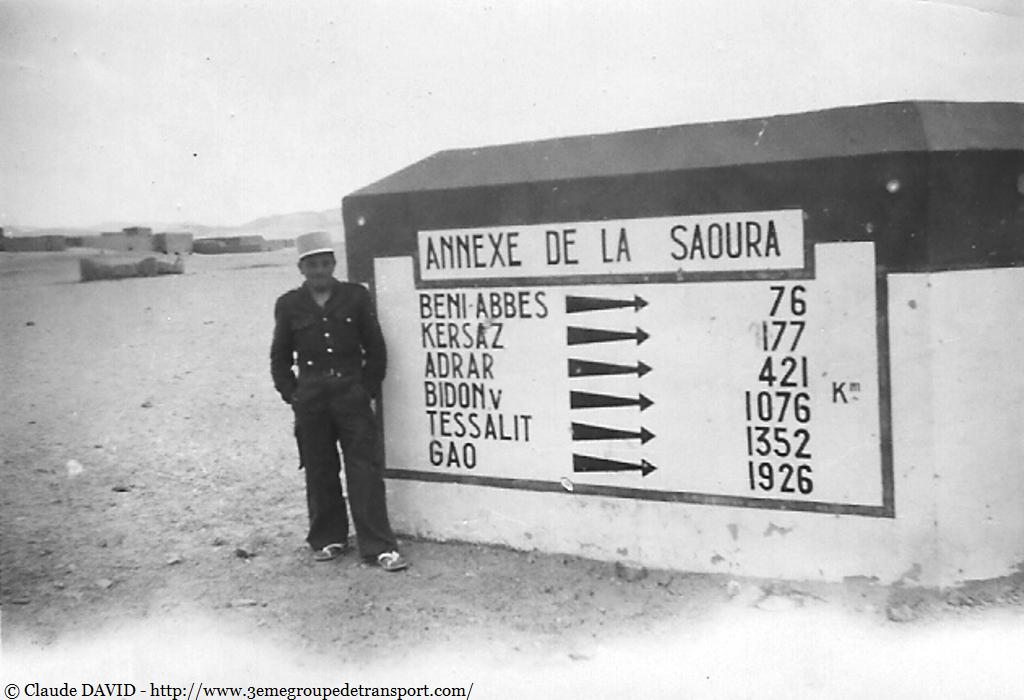 ANNEXE DE LA SAOURA
BENI-ABBES 76
KERSAZ 177
ADRAR 421
BIDON.V 1076
TESSALIT 1352
GAO 1926
Km
© Claude DAVID - http://www.3emegroupedetransport.com/